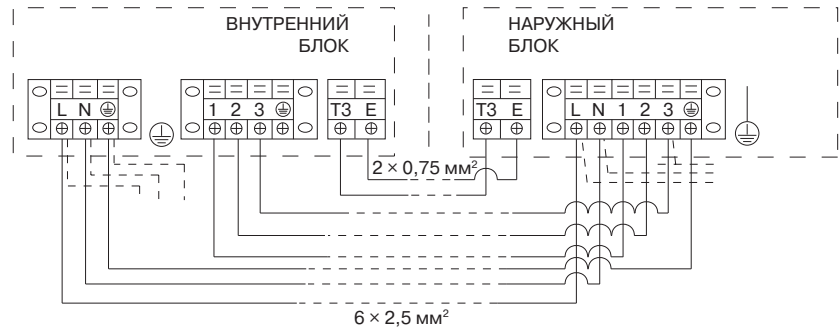 ВНУТРЕННИЙ
БЛОК
НАРУЖНЫЙ
БЛОК
L N
1 2 3
T3 E
T3 E
L N 1 2 3
2 × 0,75 мм²
6 × 2,5 мм²